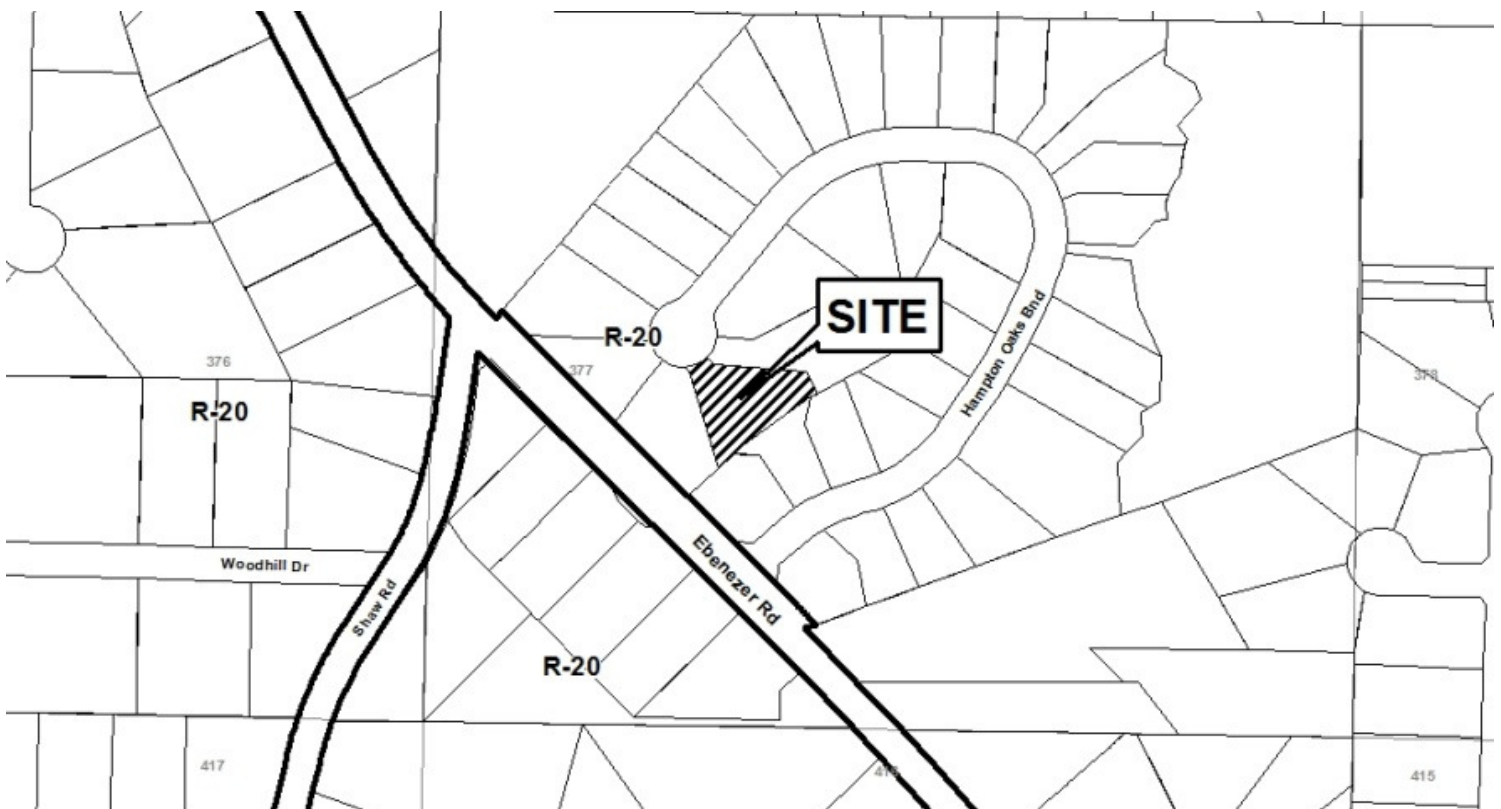 Hampton Oaks Bnd
SITE
R-20
377
376
378
R-20
Woodhill Dr
Shaw Rd
Ebenezer Rd
R-20
417
415